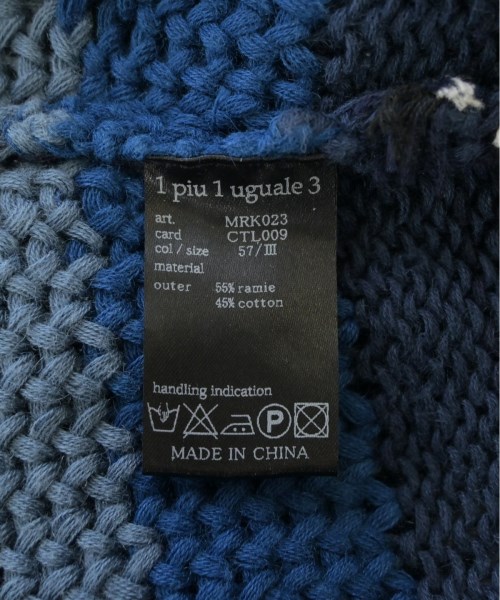 1 piu 1 uguale 3
art. MRK023
card CTL009
col / size 57/III
material
outer 55% ramie
45% cotton
handling indication
P
MADE IN CHINA